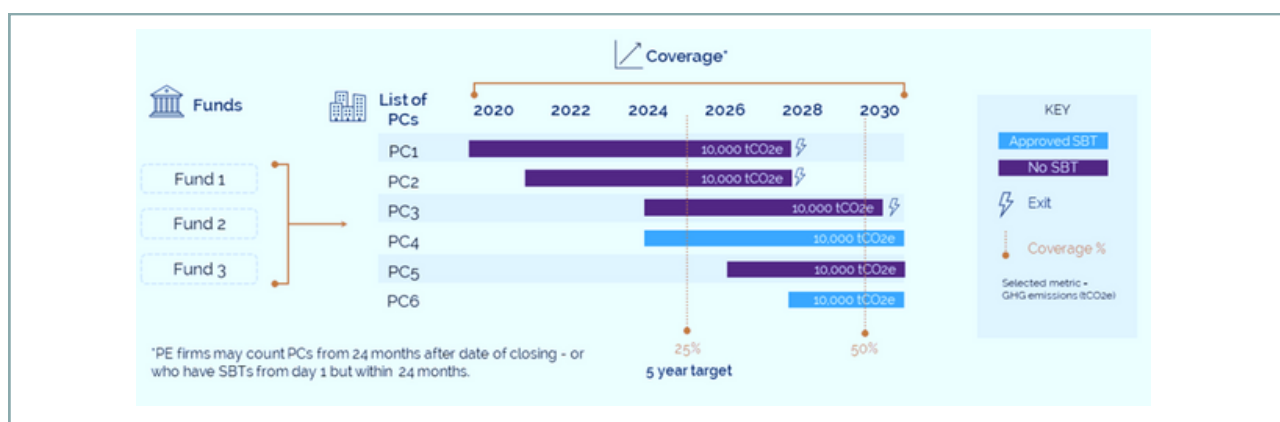 Coverage*
Funds
List of
PCs
2020 2022 2024 2026 2028 2030
PC1 10,000 tCO2e
PC2 10,000 tCO2e
PC3 10,000 tCO2e
PC4 10,000 tCO2e
PC5 10,000 tCO2e
PC6 10,000 tCO2e
Fund 1
Fund 2
Fund 3
25% 50%
5 year target
*PE firms may count PCs from 24 months after date of closing - or
who have SBTs from day 1 but within 24 months.
KEY
Approved SBT
No SBT
Exit
Coverage %
Selected metric =
GHG emissions (tCO2e)